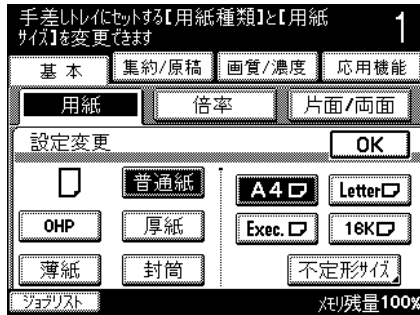 手差しトレイにセットする【用紙種類】と【用紙
サイズ】を変更できます
1
基本 集約/原稿 画質/濃度 応用機能
用紙 倍率 片面/両面
設定変更 OK
普通紙 A4 Letter
OHP 厚紙 Exec. 16K
薄紙 封筒 不定形サイズ
ジョブリスト メモリ残量100%